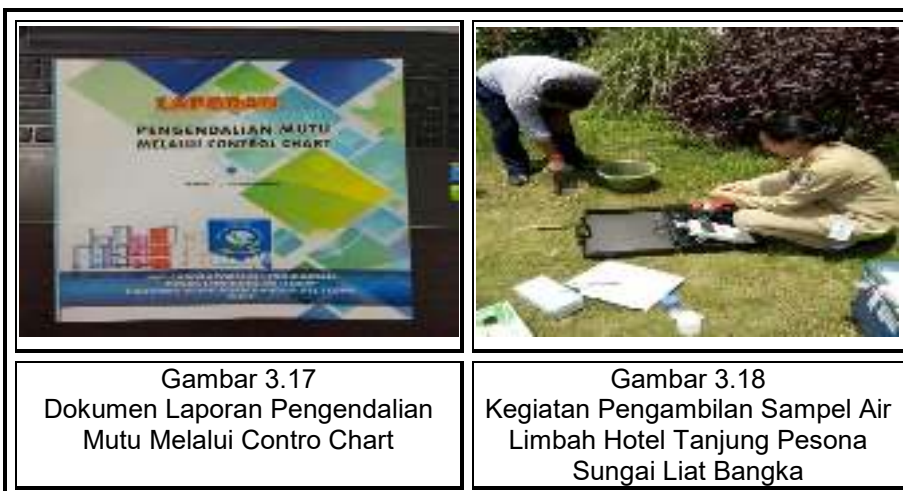 LAPORAN
PENGENDALIAN MUTU
MELALUI CONTROL CHART
Gambar 3.17
Dokumen Laporan Pengendalian
Mutu Melalui Contro Chart
Gambar 3.18
Kegiatan Pengambilan Sampel Air
Limbah Hotel Tanjung Pesona
Sungai Liat Bangka